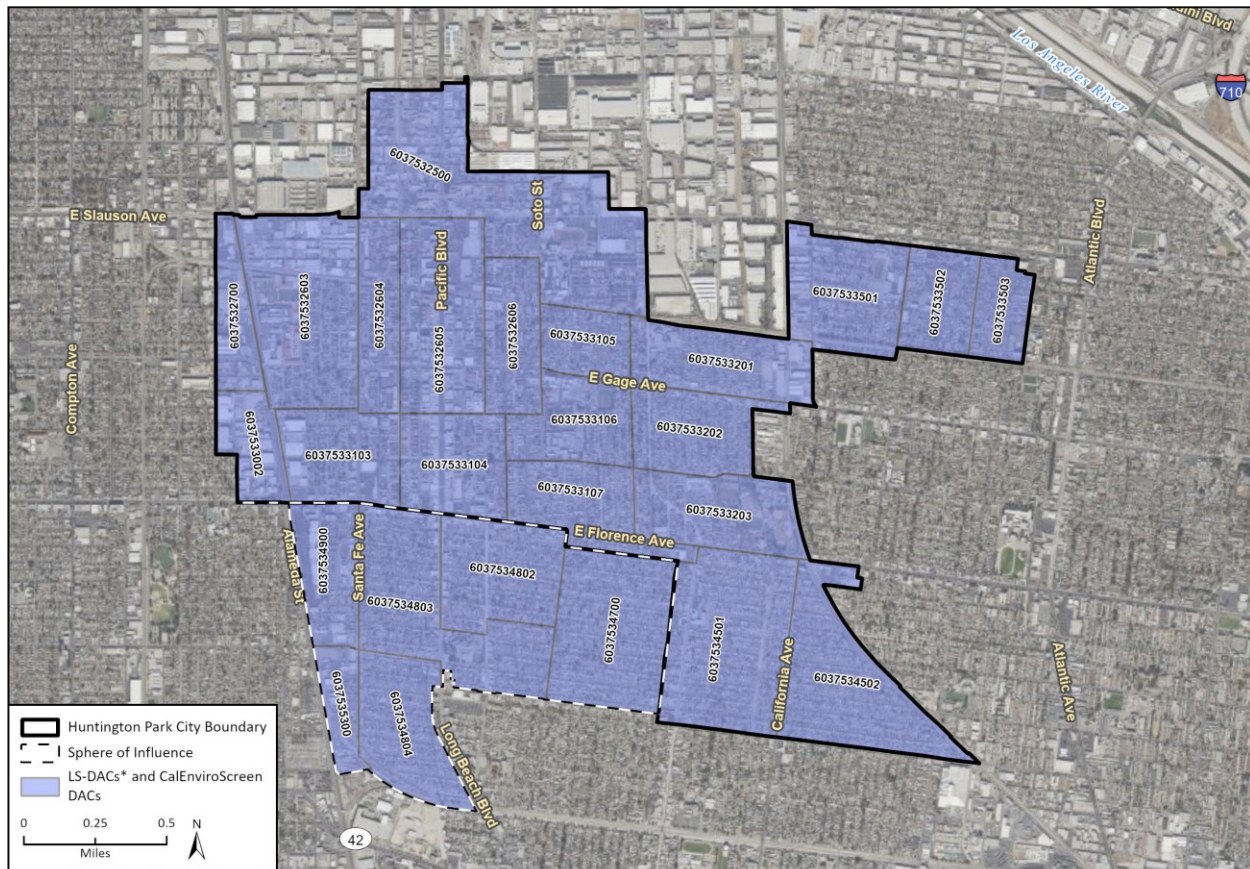 uini Blvd
Los Angeles River
710
6037532500
E Slauson Ave
Soto St
Pacific Blvd
Atlantic Blvd
6037532700
6037532603
6037532604
6037532605
6037532606
6037533501
6037533502
6037533503
6037533105
6037533201
Compton Ave
E Gage Ave
6037533002
6037533103
6037533104
6037533106
6037533202
6037533107
6037533203
E Florence Ave
Alameda St
6037534900
Santa Fe Ave
6037534803
6037534802
6037534700
6037534501
California Ave
6037534502
Atlantic Ave
6037535300
6037534804
Long Beach Blvd
42
Huntington Park City Boundary
Sphere of Influence
LS-DACs* and CalEnviroScreen
DACs
0 0.25 0.5
Miles
N